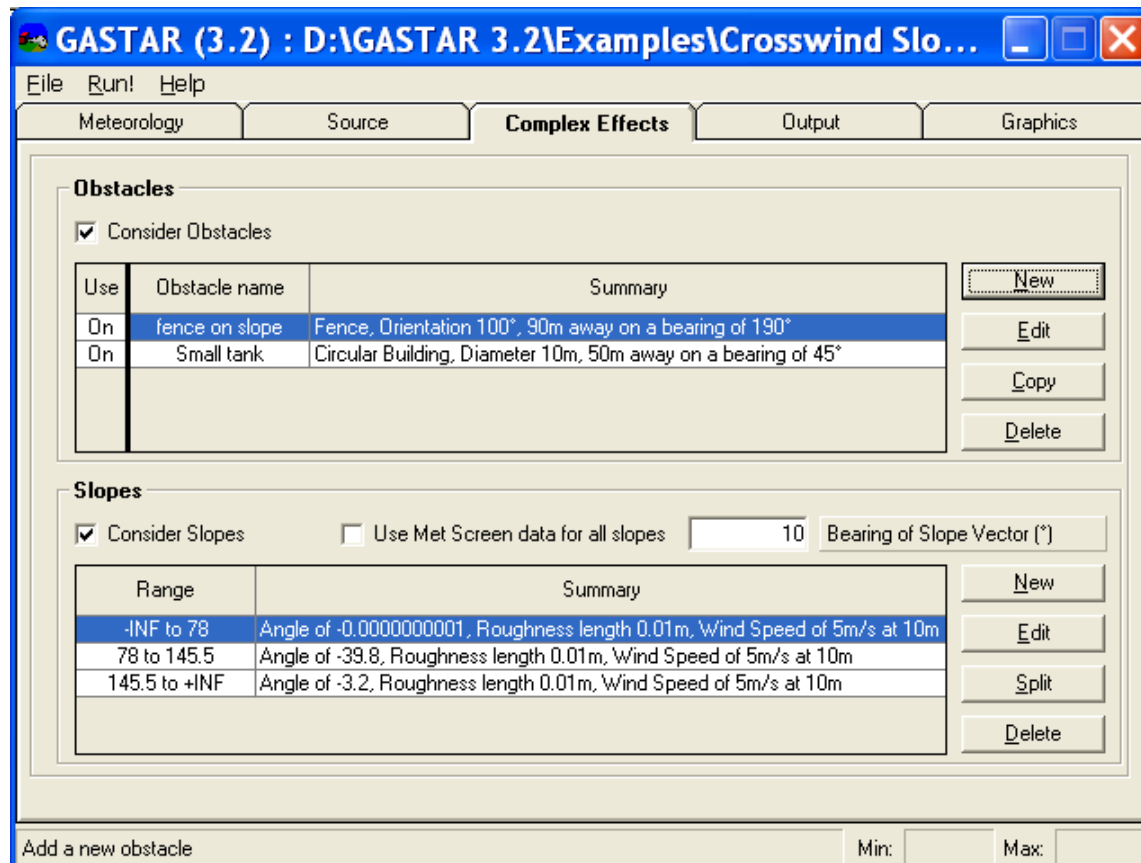 GASTAR (3.2) : D:\GASTAR 3.2\Examples\Crosswind Slo...
File Run! Help
Meteorology Source Complex Effects Output Graphics
Obstacles
Consider Obstacles
Use Obstacle name Summary
New
On fence on slope Fence, Orientation 100°, 90m away on a bearing of 190°
Edit
On Small tank Circular Building, Diameter 10m, 50m away on a bearing of 45°
Copy
Delete
Slopes
Consider Slopes Use Met Screen data for all slopes 10 Bearing of Slope Vector (°)
Range Summary
New
-INF to 78 Angle of -0.0000000001, Roughness length 0.01m, Wind Speed of 5m/s at 10m
Edit
78 to 145.5 Angle of -39.8, Roughness length 0.01m, Wind Speed of 5m/s at 10m
145.5 to +INF Angle of -3.2, Roughness length 0.01m, Wind Speed of 5m/s at 10m
Split
Delete
Add a new obstacle Min: Max: